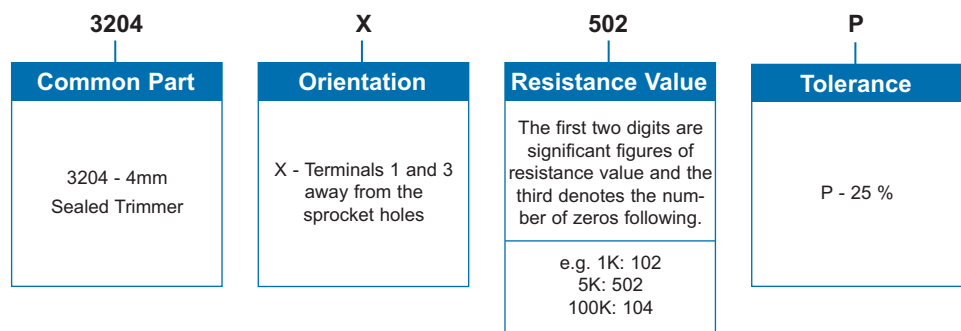 3204
X
502
P
Common Part
Orientation
Resistance Value
Tolerance
3204 - 4mm
Sealed Trimmer
X - Terminals 1 and 3
away from the
sprocket holes
The first two digits are
significant figures of
resistance value and the
third denotes the num-
ber of zeros following.
e.g. 1K: 102
5K: 502
100K: 104
P - 25 %